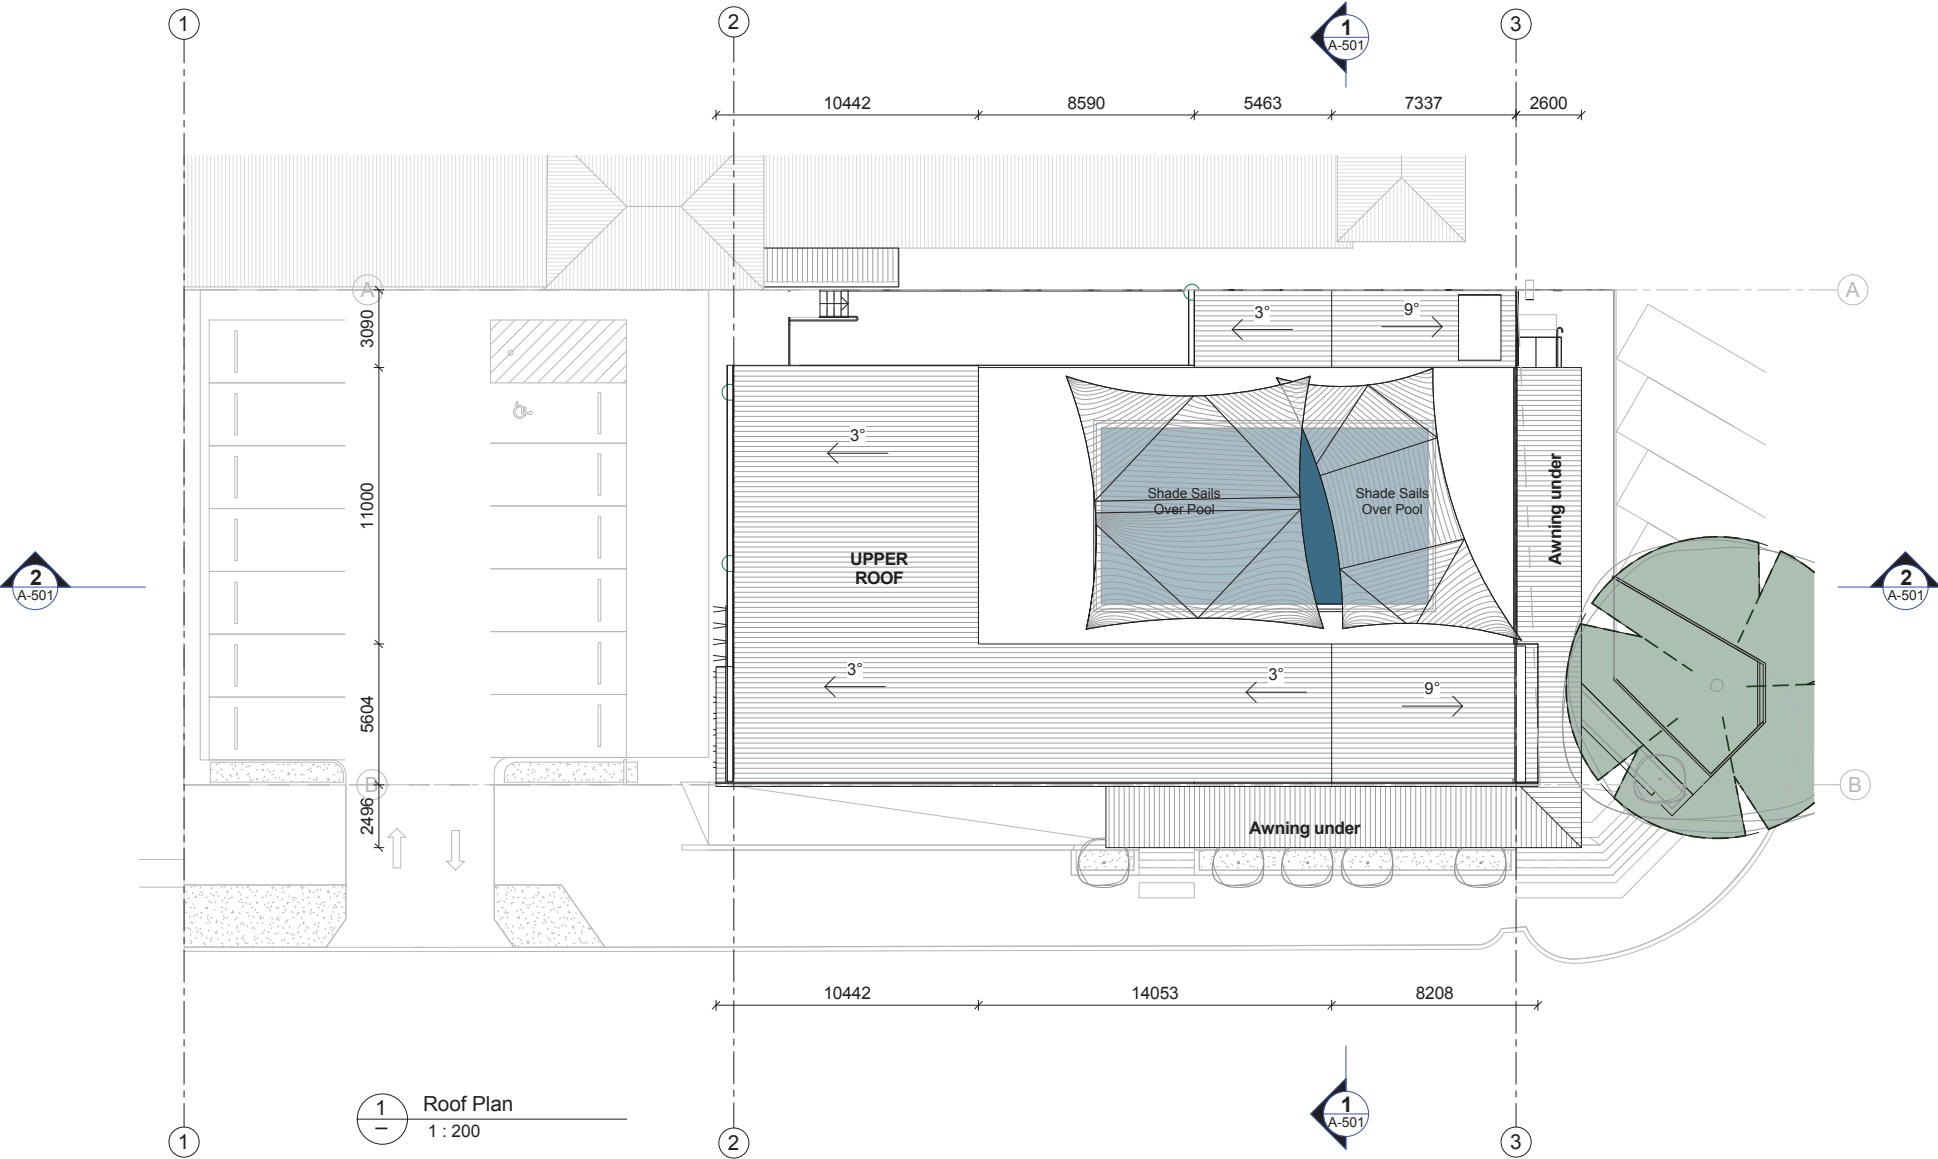 1
2
3
1
A-501
10442
8590
5463
7337
2600
A
A
3090
3°
9°
3°
11000
Shade Sails
Over Pool
Shade Sails
Over Pool
Awning under
UPPER
ROOF
2
A-501
2
A-501
3°
3°
9°
5604
B
B
2496
Awning under
10442
14053
8208
1
–
Roof Plan
1 : 200
1
A-501
1
2
3